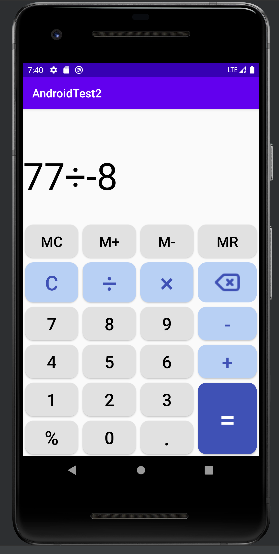 7:40 LTE
AndroidTest2
77÷-8
MC M+ M- MR
C ÷ ×
7 8 9 -
4 5 6 +
1 2 3
=
% 0 .